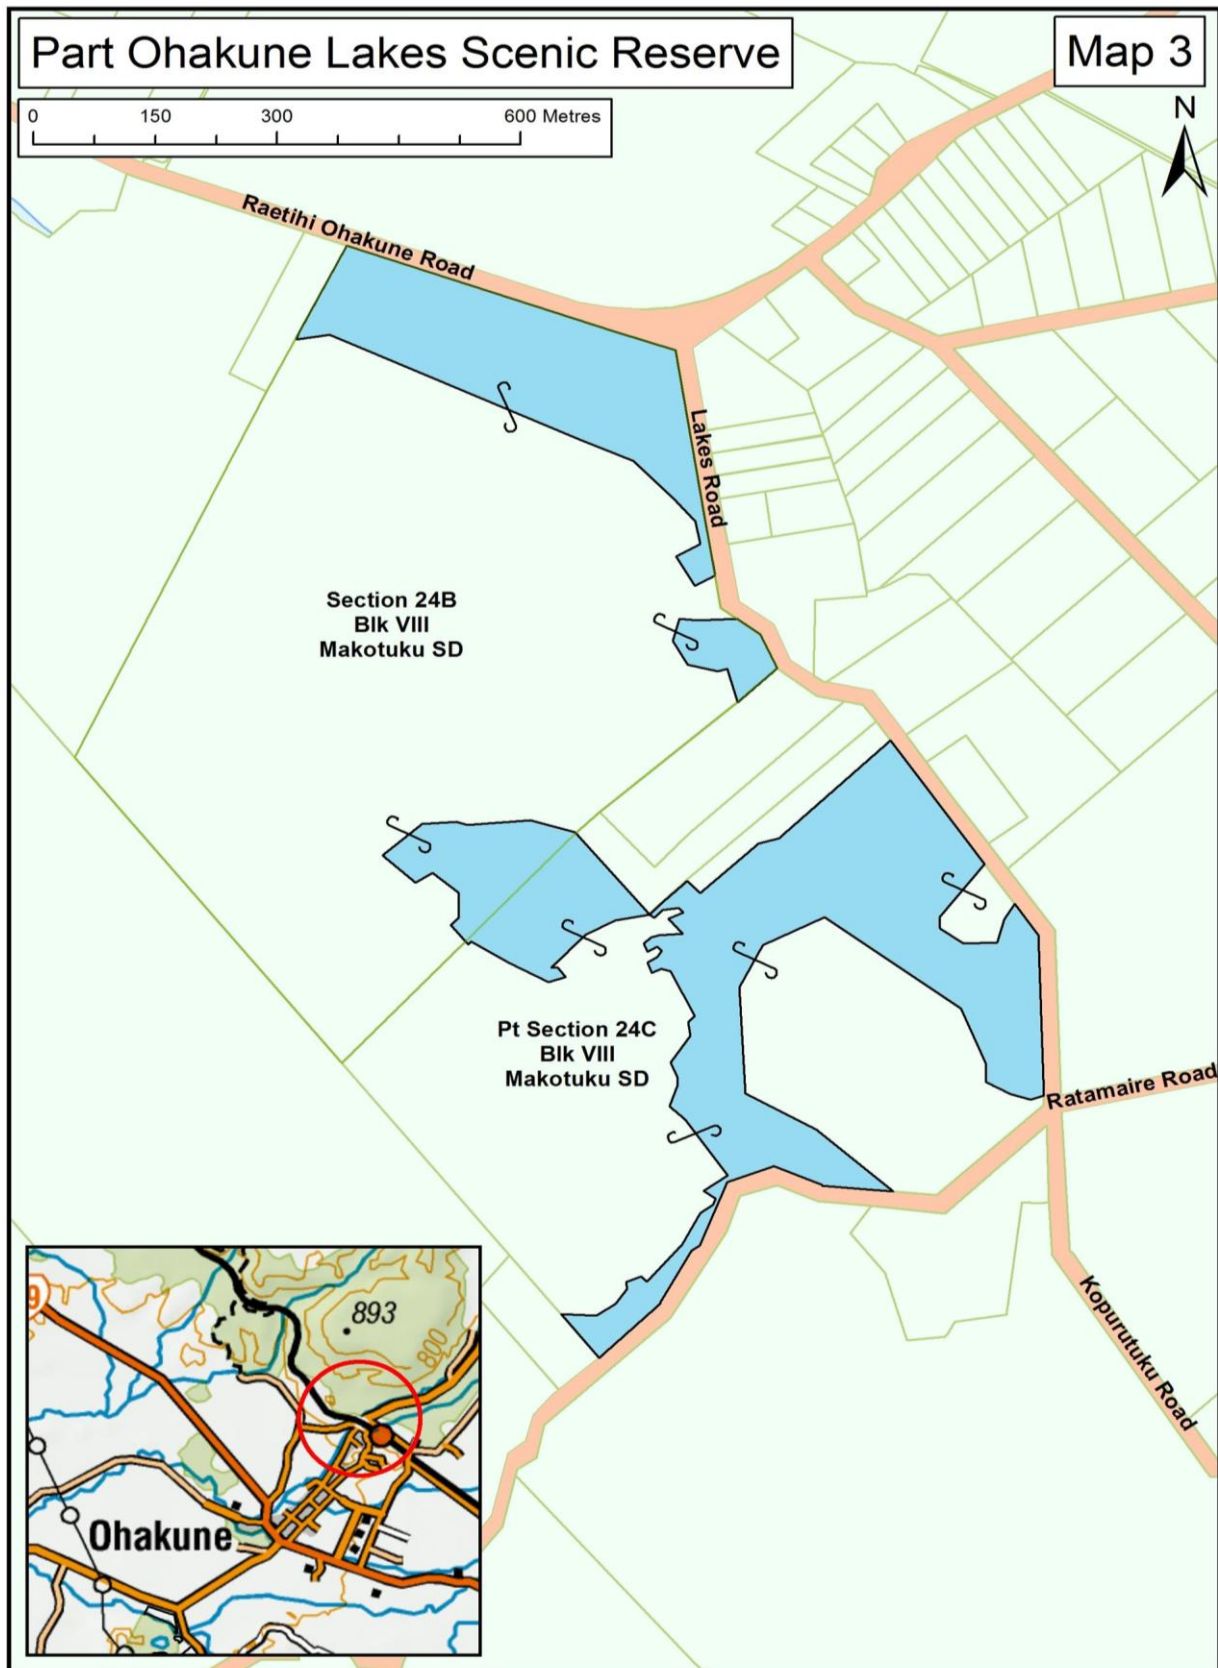 Part Ohakune Lakes Scenic Reserve
Map 3
0 150 300 600 Metres
N
Raetihi Ohakune Road
Lakes Road
Section 24B
Blk VIII
Makotuku SD
Pt Section 24C
Blk VIII
Makotuku SD
Ratamaire Road
Kopurutuku Road
9
893
800
Ohakune